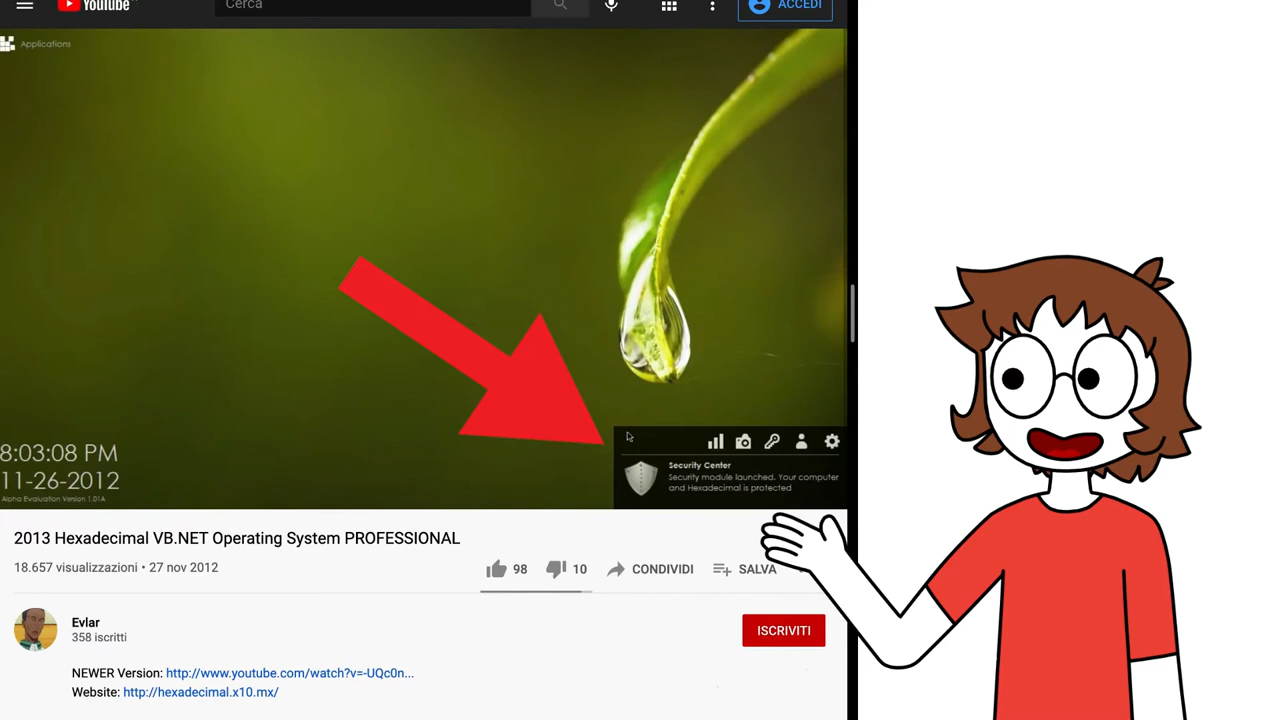 YouTube
Cerca
ACCEDI
Applications
8:03:08 PM
11-26-2012
Alpha Evaluation Version 1.01A
Security Center
Security module launched. Your computer
and Hexadecimal is protected
2013 Hexadecimal VB.NET Operating System PROFESSIONAL
18.657 visualizzazioni • 27 nov 2012
98
10
CONDIVIDI
SALVA
Evlar
358 iscritti
ISCRIVITI
NEWER Version: http://www.youtube.com/watch?v=-UQc0n...
Website: http://hexadecimal.x10.mx/